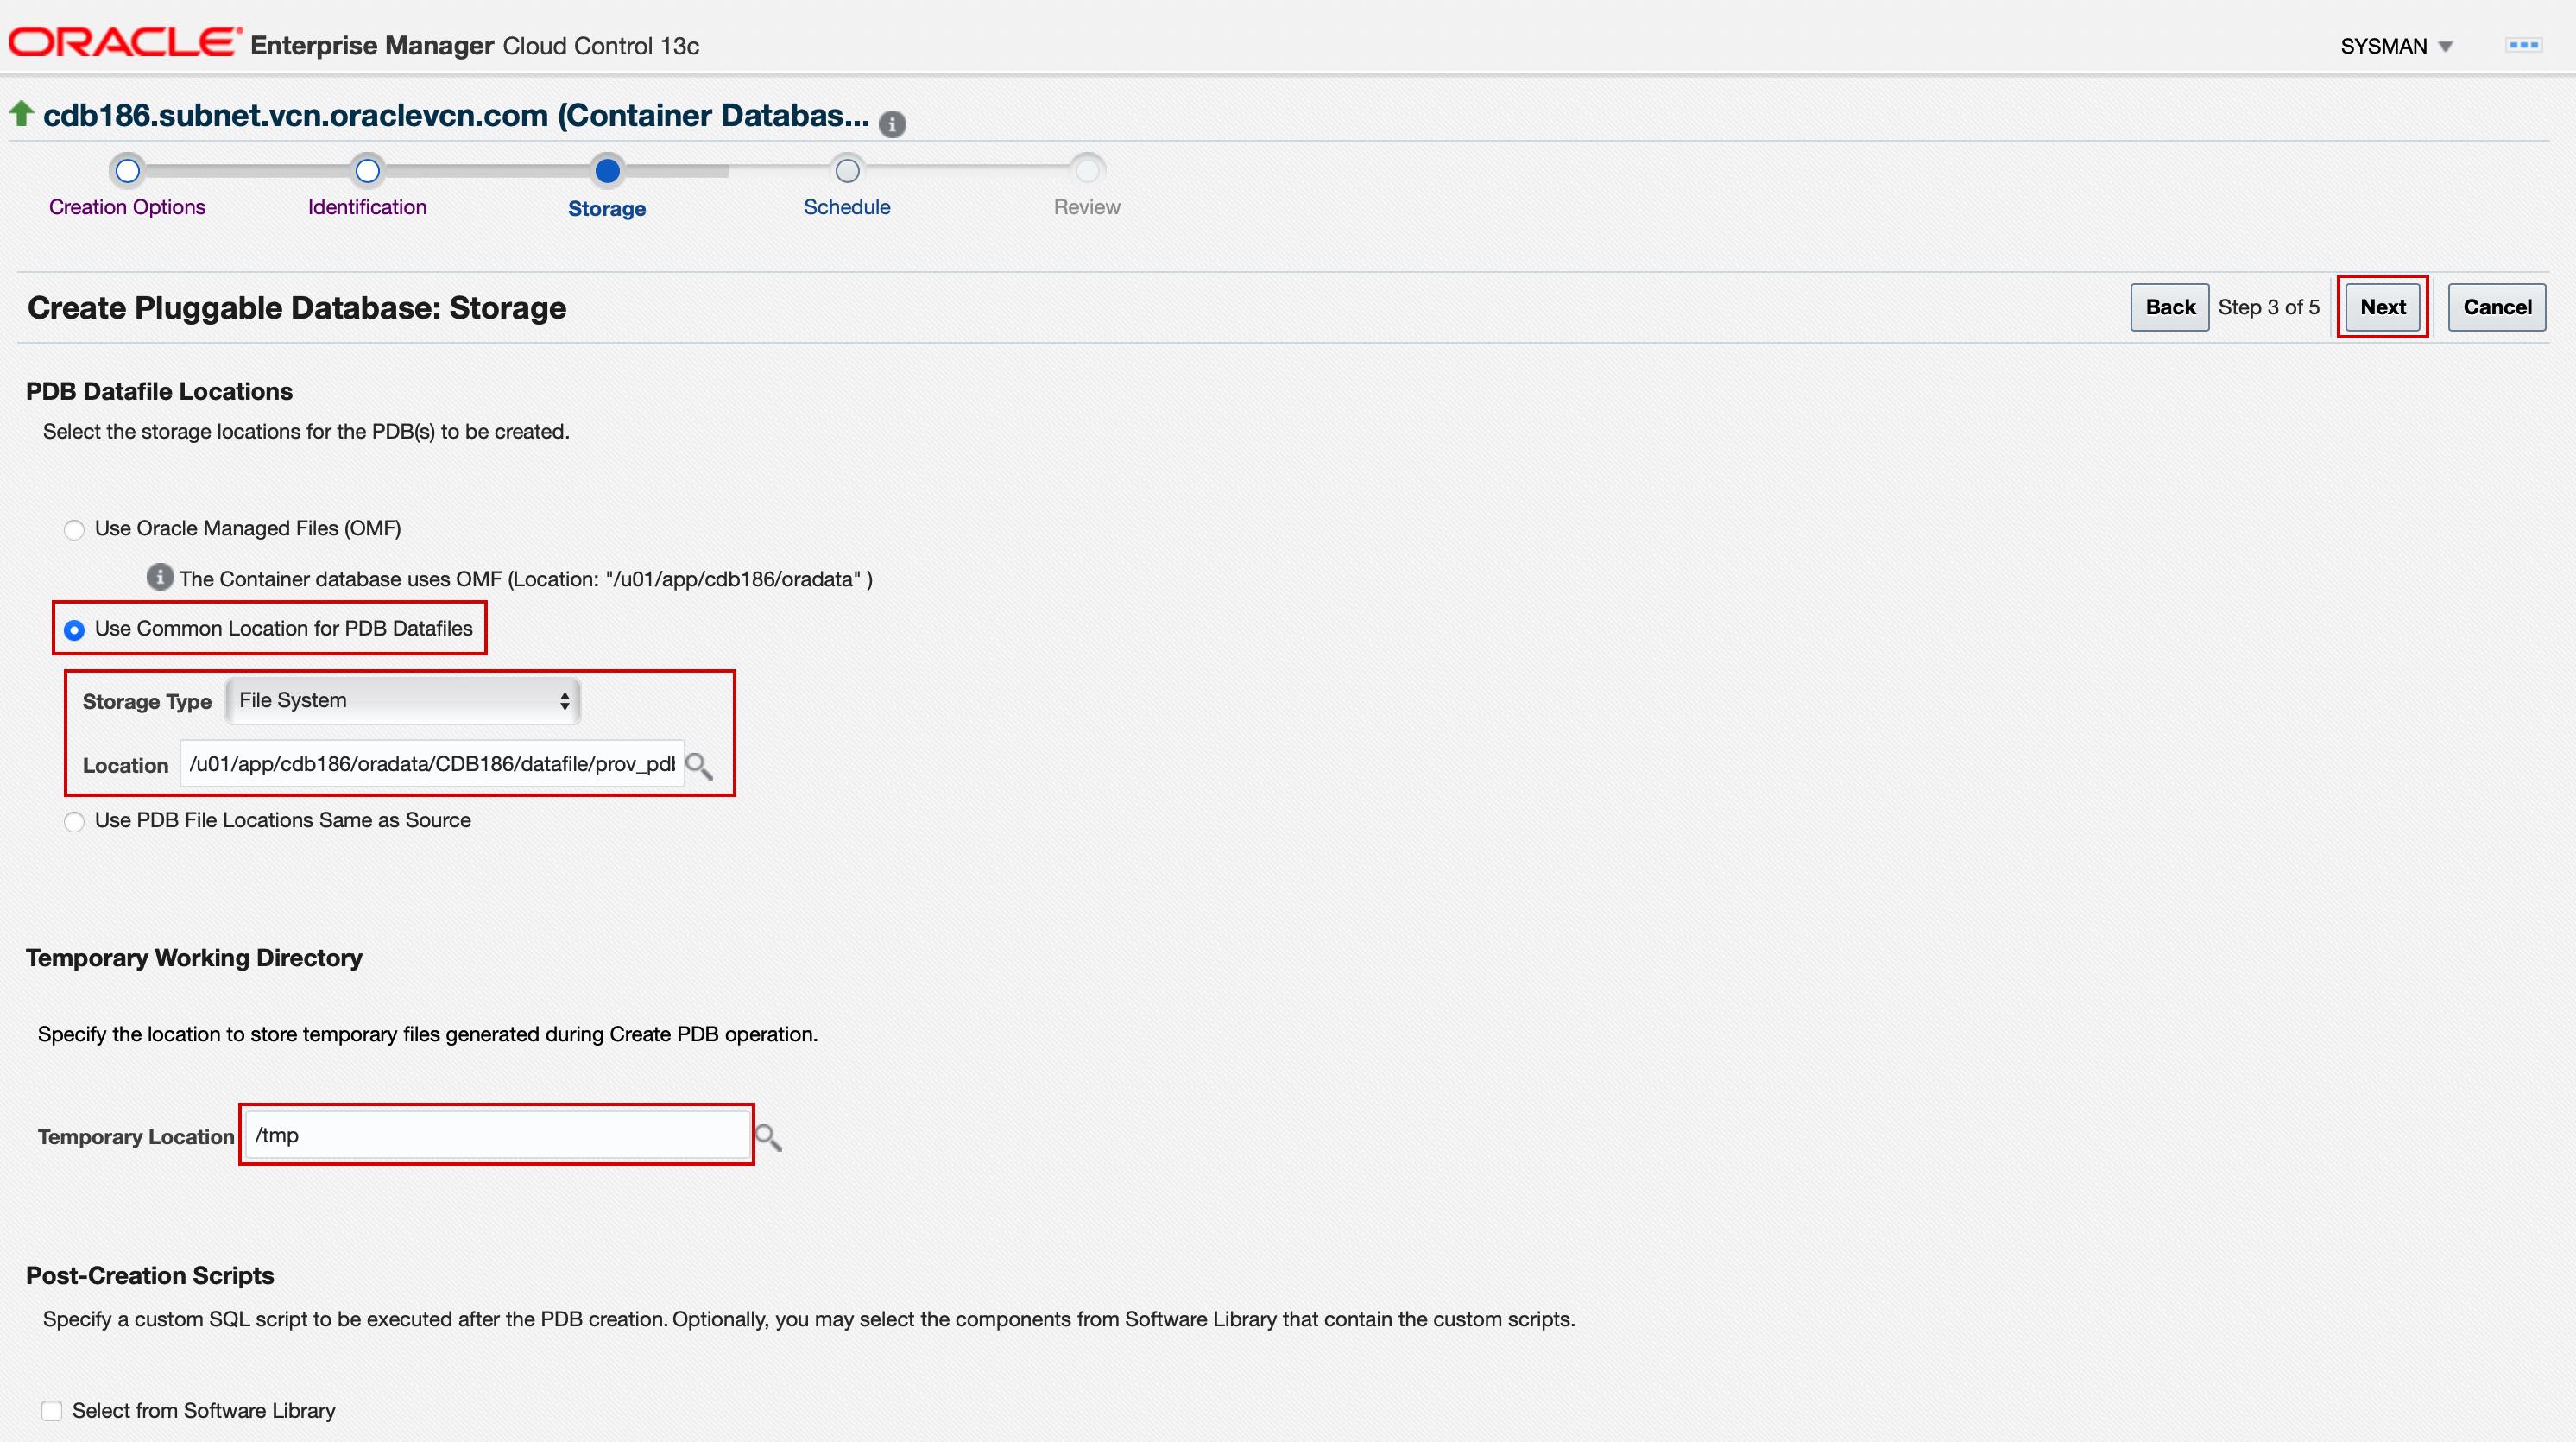 ORACLE Enterprise Manager Cloud Control 13c
SYSMAN
cdb186.subnet.vcn.oraclevcn.com (Container Databas...
Creation Options
Identification
Storage
Schedule
Review
Create Pluggable Database: Storage
Back
Step 3 of 5
Next
Cancel
PDB Datafile Locations
Select the storage locations for the PDB(s) to be created.
Use Oracle Managed Files (OMF)
The Container database uses OMF (Location: "/u01/app/cdb186/oradata" )
Use Common Location for PDB Datafiles
Storage Type File System
Location /u01/app/cdb186/oradata/CDB186/datafile/prov_pdb
Use PDB File Locations Same as Source
Temporary Working Directory
Specify the location to store temporary files generated during Create PDB operation.
Temporary Location /tmp
Post-Creation Scripts
Specify a custom SQL script to be executed after the PDB creation. Optionally, you may select the components from Software Library that contain the custom scripts.
Select from Software Library